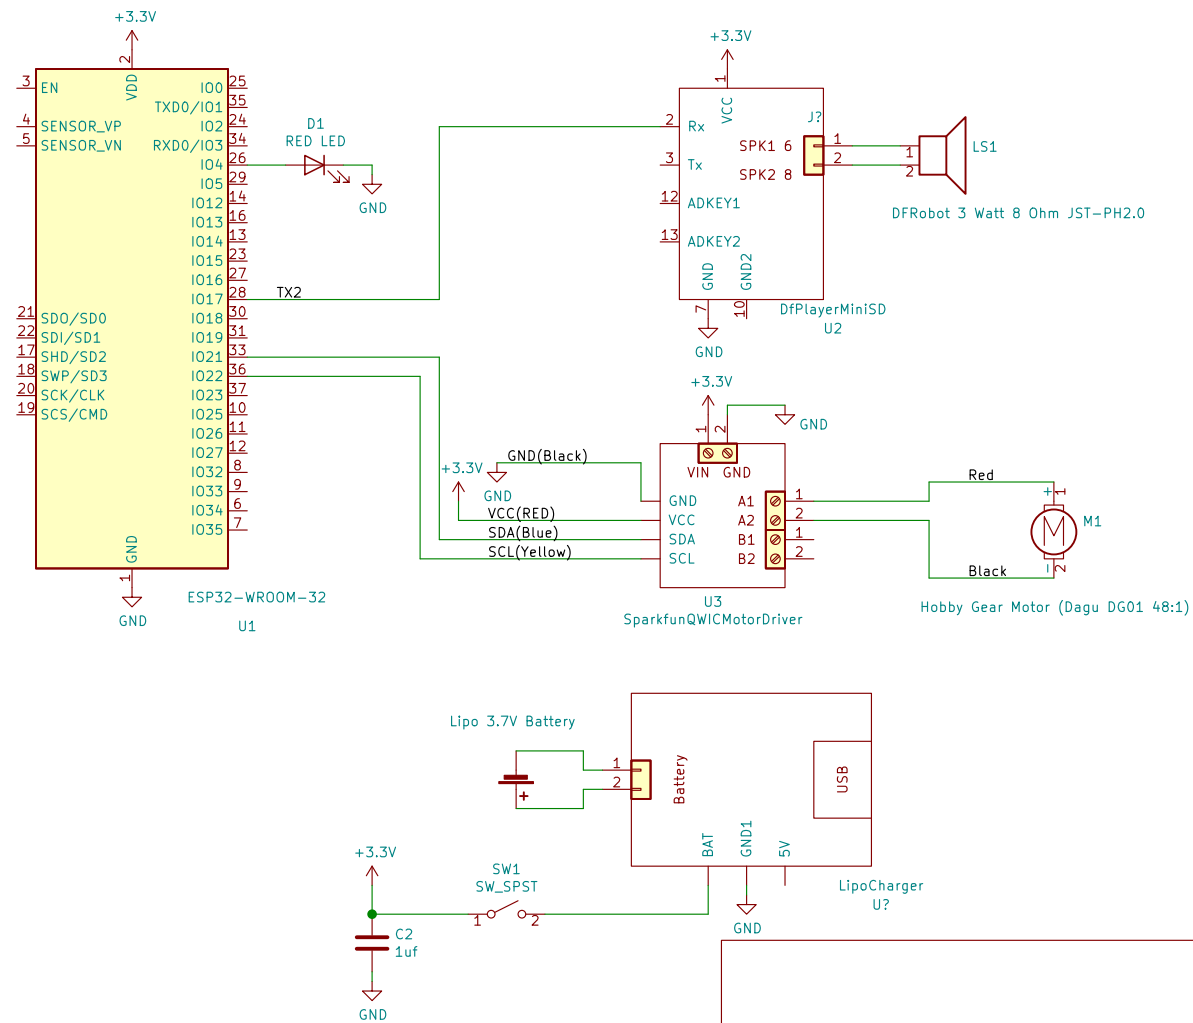 +3.3V
2
VDD
3
EN
4
SENSOR_VP
5
SENSOR_VN
21
SDO/SD0
22
SDI/SD1
17
SHD/SD2
18
SWP/SD3
20
SCK/CLK
19
SCS/CMD
IO0
25
TXD0/IO1
35
IO2
24
RXD0/IO3
34
IO4
26
IO5
29
IO12
14
IO13
16
IO14
13
IO15
23
IO16
27
IO17
28
IO18
30
IO19
31
IO21
33
IO22
36
IO23
37
IO25
10
IO26
11
IO27
12
IO32
8
IO33
9
IO34
6
IO35
7
GND
1
GND
ESP32-WROOM-32
U1
D1
RED LED
GND
TX2
+3.3V
1
VCC
2
Rx
3
Tx
12
ADKEY1
13
ADKEY2
J?
SPK1 6
1
SPK2 8
2
1
2
LS1
DFRobot 3 Watt 8 Ohm JST-PH2.0
GND
GND2
7
10
DfPlayerMiniSD
U2
GND
+3.3V
1
2
GND
VIN
GND
GND(Black)
+3.3V
GND
VCC(RED)
SDA(Blue)
SCL(Yellow)
GND
VCC
SDA
SCL
A1
1
A2
2
B1
1
B2
2
U3
SparkfunQWICMotorDriver
Red
Black
+
1
M
M1
−
2
Hobby Gear Motor (Dagu DG01 48:1)
Lipo 3.7V Battery
+
1
2
Battery
USB
BAT
GND1
5V
LipoCharger
U?
GND
+3.3V
SW1
SW_SPST
1
2
C2
1uf
GND